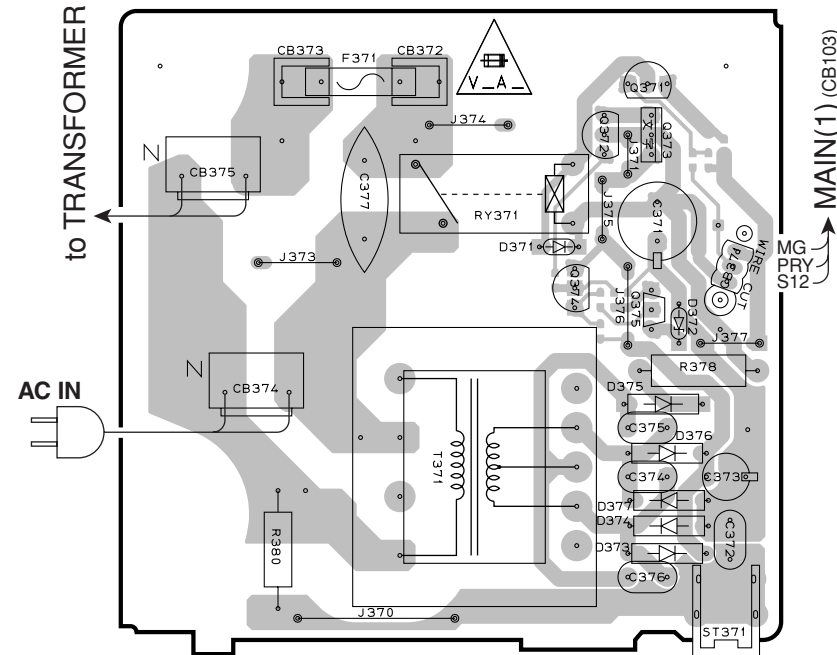 to TRANSFORMER
CB373
F371
CB372
V_A_
Q371
MAIN(1) (CB103)
J374
Q372
J371
Q373
N
CB375
C377
RY371
J375
C371
D371
WIRE CUT
MG
PRY
S12
J373
Q374
J376
Q375
D372
J377
N
CB374
AC IN
R378
D375
T371
C375
D376
C374
C373
D377
D374
R380
C372
D373
C376
J370
ST371